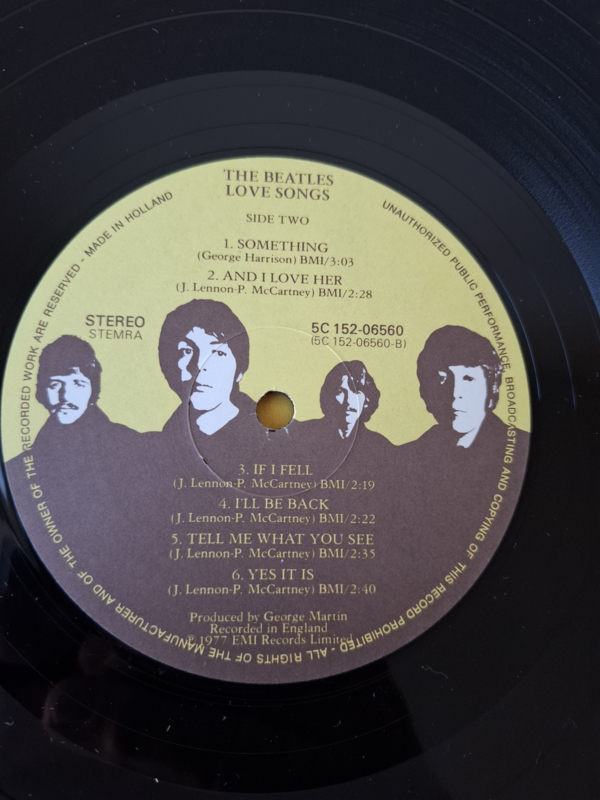 THE BEATLES
LOVE SONGS
SIDE TWO
1. SOMETHING
(George Harrison) BMI/3:03
2. AND I LOVE HER
(J. Lennon-P. McCartney) BMI/2:28
STEREO
STEMRA
5C 152-06560
(5C 152-06560-B)
3. IF I FELL
(J. Lennon-P. McCartney) BMI/2:19
4. I'LL BE BACK
(J. Lennon-P. McCartney) BMI/2:22
5. TELL ME WHAT YOU SEE
(J. Lennon-P. McCartney) BMI/2:35
6. YES IT IS
(J. Lennon-P. McCartney) BMI/2:40
Produced by George Martin
Recorded in England
℗ 1977 EMI Records Limited
UNAUTHORIZED PUBLIC PERFORMANCE, BROADCASTING AND COPYING OF THIS RECORD PROHIBITED - ALL RIGHTS OF THE MANUFACTURER AND OF THE OWNER OF THE RECORDED WORK ARE RESERVED - MADE IN HOLLAND